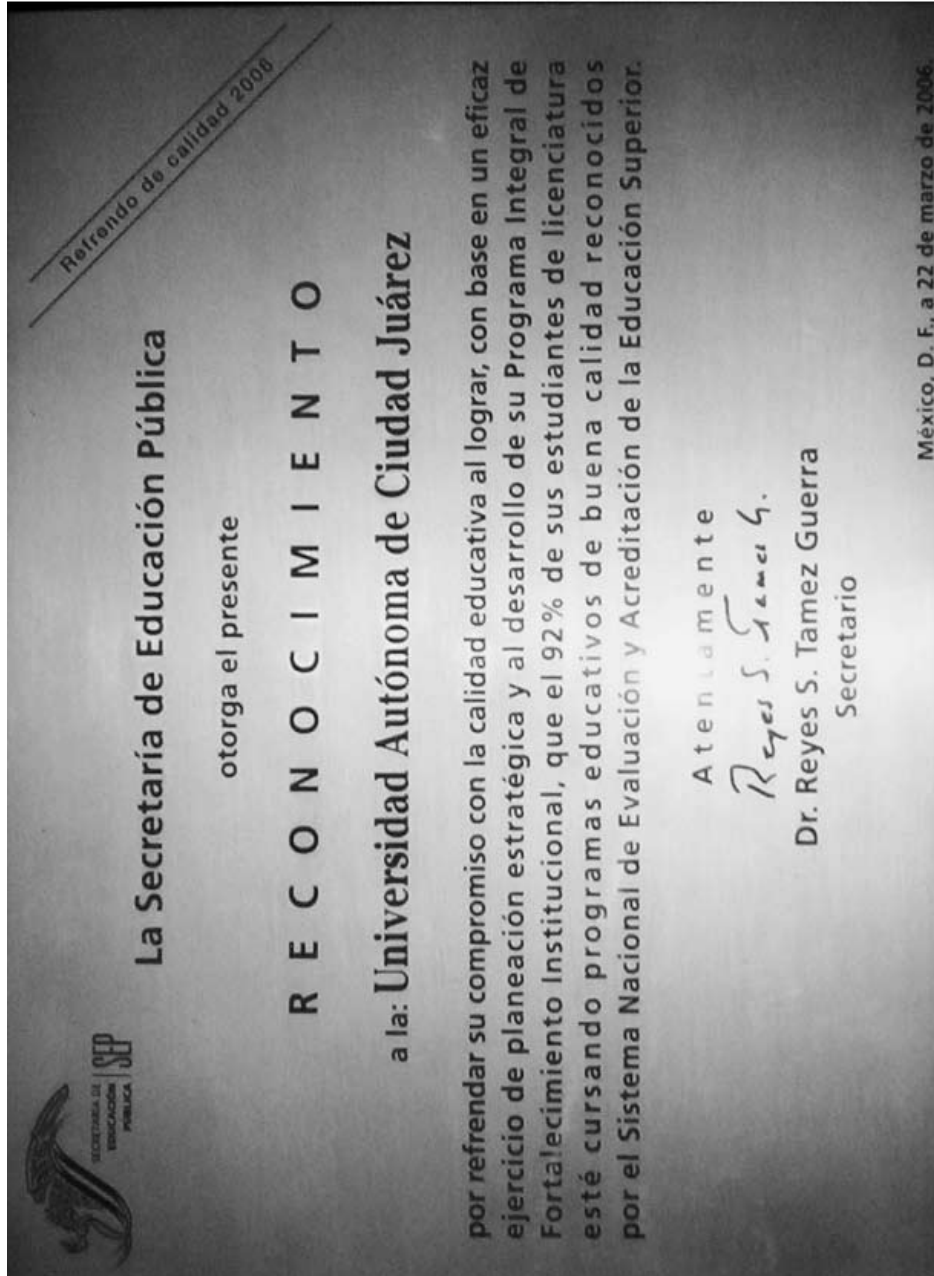 SECRETARÍA DE
EDUCACIÓN
PÚBLICA
SEP
Refrendo de calidad 2006
La Secretaría de Educación Pública
otorga el presente
RECONOCIMIENTO
a la: Universidad Autónoma de Ciudad Juárez
por refrendar su compromiso con la calidad educativa al lograr, con base en un eficaz
ejercicio de planeación estratégica y al desarrollo de su Programa Integral de
Fortalecimiento Institucional, que el 92% de sus estudiantes de licenciatura
esté cursando programas educativos de buena calidad reconocidos
por el Sistema Nacional de Evaluación y Acreditación de la Educación Superior.
Atentamente
Reyes S. Tamez G.
Dr. Reyes S. Tamez Guerra
Secretario
México, D. F., a 22 de marzo de 2006.